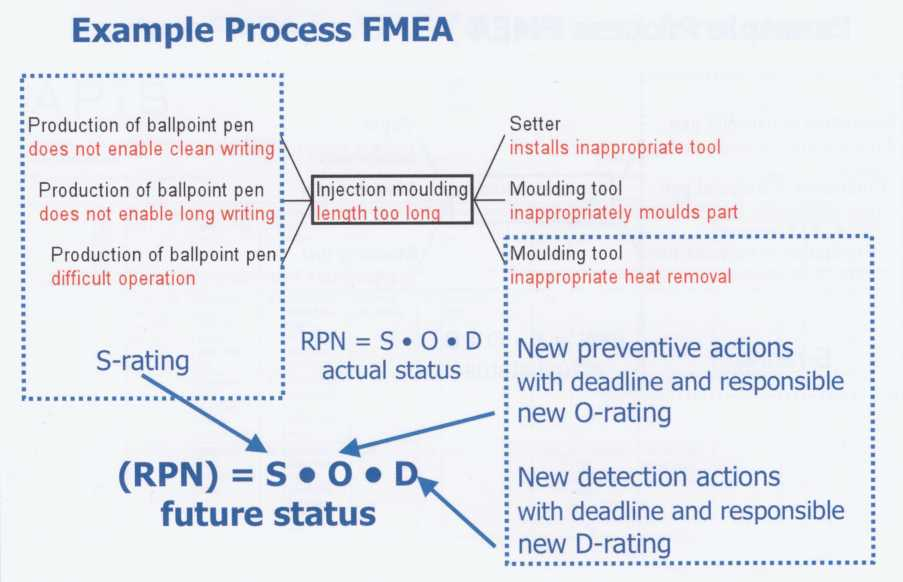 Example Process FMEA
Production of ballpoint pen
does not enable clean writing
Production of ballpoint pen
does not enable long writing
Production of ballpoint pen
difficult operation
S-rating
Injection moulding
length too long
Setter
installs inappropriate tool
Moulding tool
inappropriately moulds part
Moulding tool
inappropriate heat removal
RPN = S • O • D
actual status
New preventive actions
with deadline and responsible
new O-rating
New detection actions
with deadline and responsible
new D-rating
(RPN) = S • O • D
future status